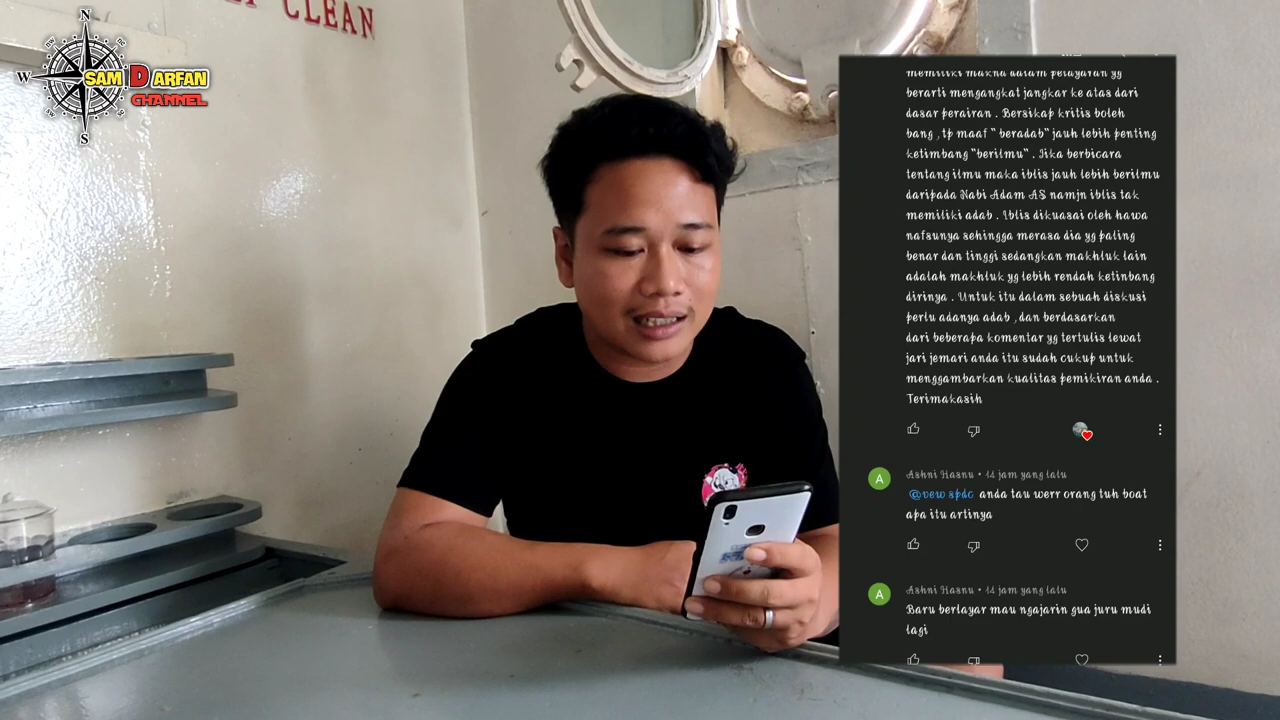 CLEAN
N
W
S
SAM DARFAN
CHANNEL
memiliki makna dalam pelayaran yg
berarti mengangkat jangkar ke atas dari
dasar perairan . Bersikap kritis boleh
bang ,tp maaf " beradab" jauh lebih penting
ketimbang "berilmu" . Jika berbicara
tentang ilmu maka iblis jauh lebih berilmu
daripada Nabi Adam AS namjn iblis tak
memiliki adab . Iblis dikuasai oleh hawa
nafsunya sehingga merasa dia yg paling
benar dan tinggi sedangkan makhluk lain
adalah makhluk yg lebih rendah ketinbang
dirinya . Untuk itu dalam sebuah diskusi
perlu adanya adab ,dan berdasarkan
dari beberapa komentar yg tertulis lewat
jari jemari anda itu sudah cukup untuk
menggambarkan kualitas pemikiran anda .
Terimakasih
A
Ashni Hasnu • 14 jam yang lalu
@vew spdc anda tau werr orang tuh boat
apa itu artinya
A
Ashni Hasnu • 14 jam yang lalu
Baru berlayar mau ngajarin gua juru mudi
lagi